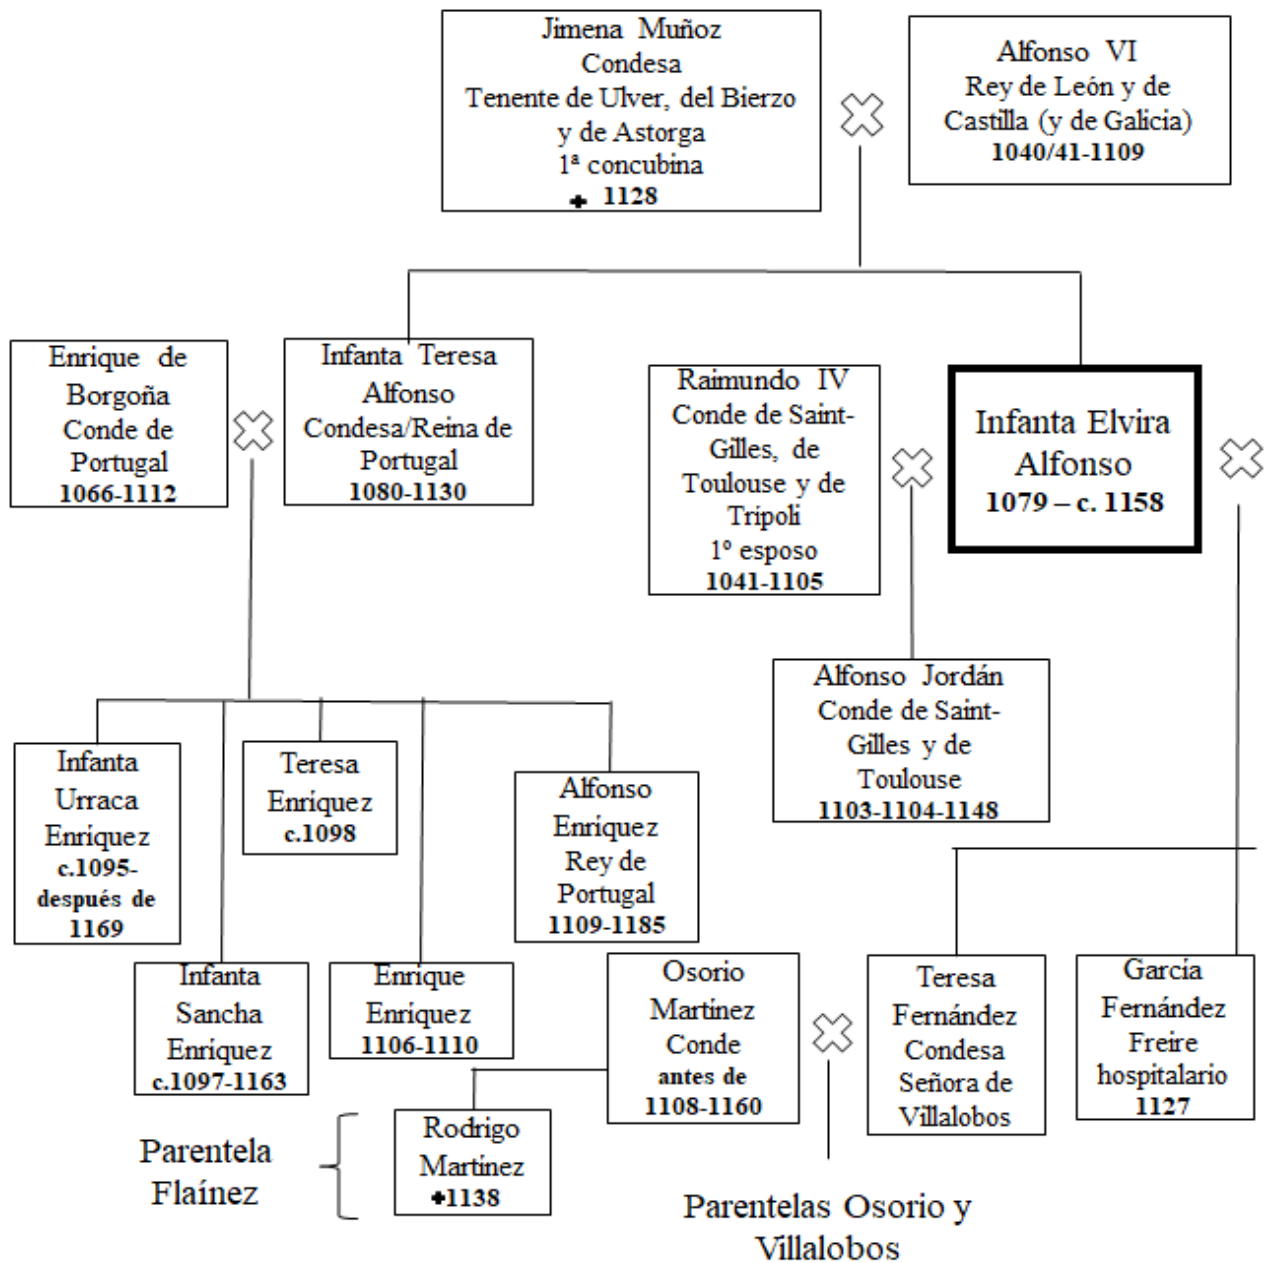 Jimena Muñoz
Condesa
Tenente de Ulver, del Bierzo
y de Astorga
1ª concubina
✚ 1128
Alfonso VI
Rey de León y de
Castilla (y de Galicia)
1040/41-1109
Enrique de
Borgoña
Conde de
Portugal
1066-1112
Infanta Teresa
Alfonso
Condesa/Reina de
Portugal
1080-1130
Raimundo IV
Conde de Saint-
Gilles, de
Toulouse y de
Trípoli
1º esposo
1041-1105
Infanta Elvira
Alfonso
1079 – c. 1158
Alfonso Jordán
Conde de Saint-
Gilles y de
Toulouse
1103-1104-1148
Infanta
Urraca
Enríquez
c.1095-
después de
1169
Teresa
Enríquez
c.1098
Alfonso
Enríquez
Rey de
Portugal
1109-1185
Infanta
Sancha
Enríquez
c.1097-1163
Enrique
Enríquez
1106-1110
Osorio
Martínez
Conde
antes de
1108-1160
Teresa
Fernández
Condesa
Señora de
Villalobos
García
Fernández
Freire
hospitalario
1127
Parentela
Flaínez
Rodrigo
Martínez
✚1138
Parentelas Osorio y
Villalobos